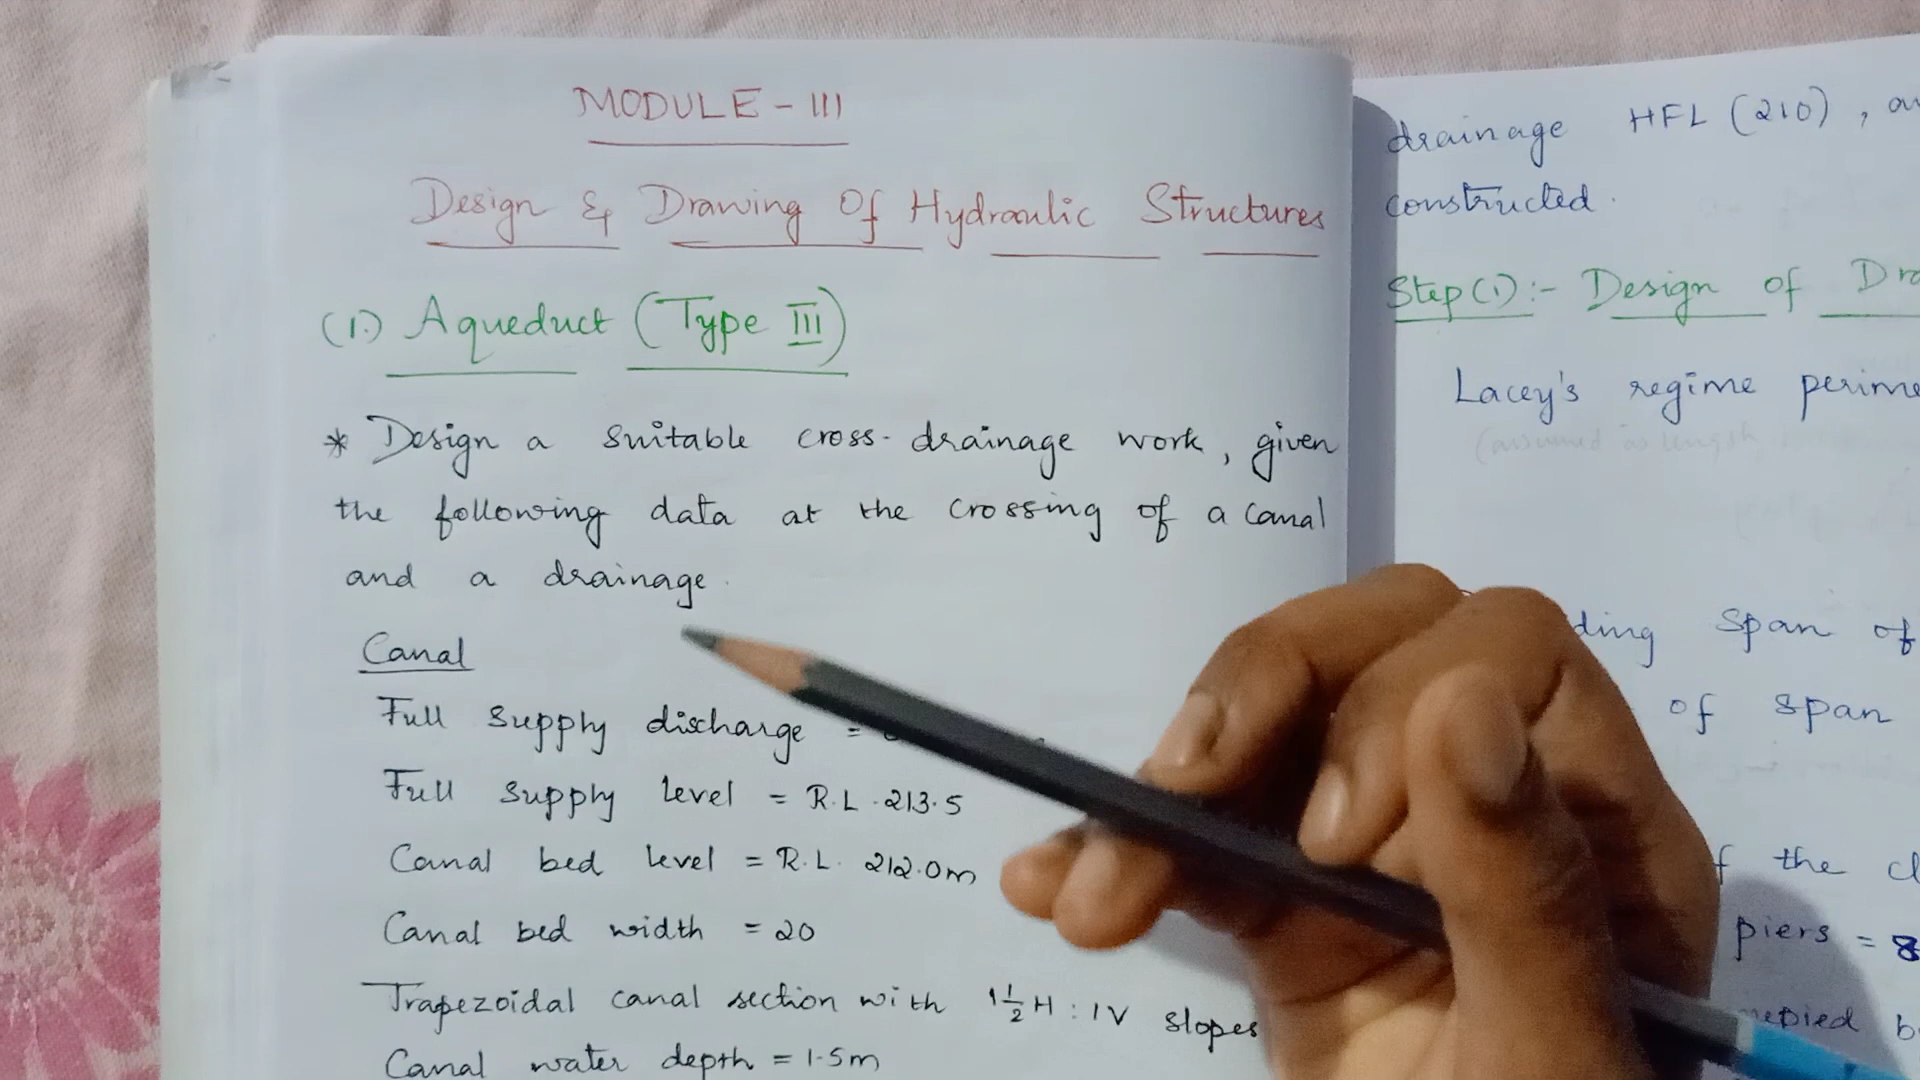 MODULE - III
Design & Drawing Of Hydraulic Structures
(1.) Aqueduct (Type III)
* Design a suitable cross-drainage work, given
the following data at the crossing of a canal
and a drainage.
Canal
Full supply discharge =
Full supply level = R.L. 213.5
Canal bed level = R.L. 212.0m
Canal bed width = 20
Trapezoidal canal section with 1 1/2 H : 1V slopes
Canal water depth = 1.5m
drainage HFL (210),
constructed.
Step (1):- Design of
Lacey's regime
span of
of span
the
piers = 8